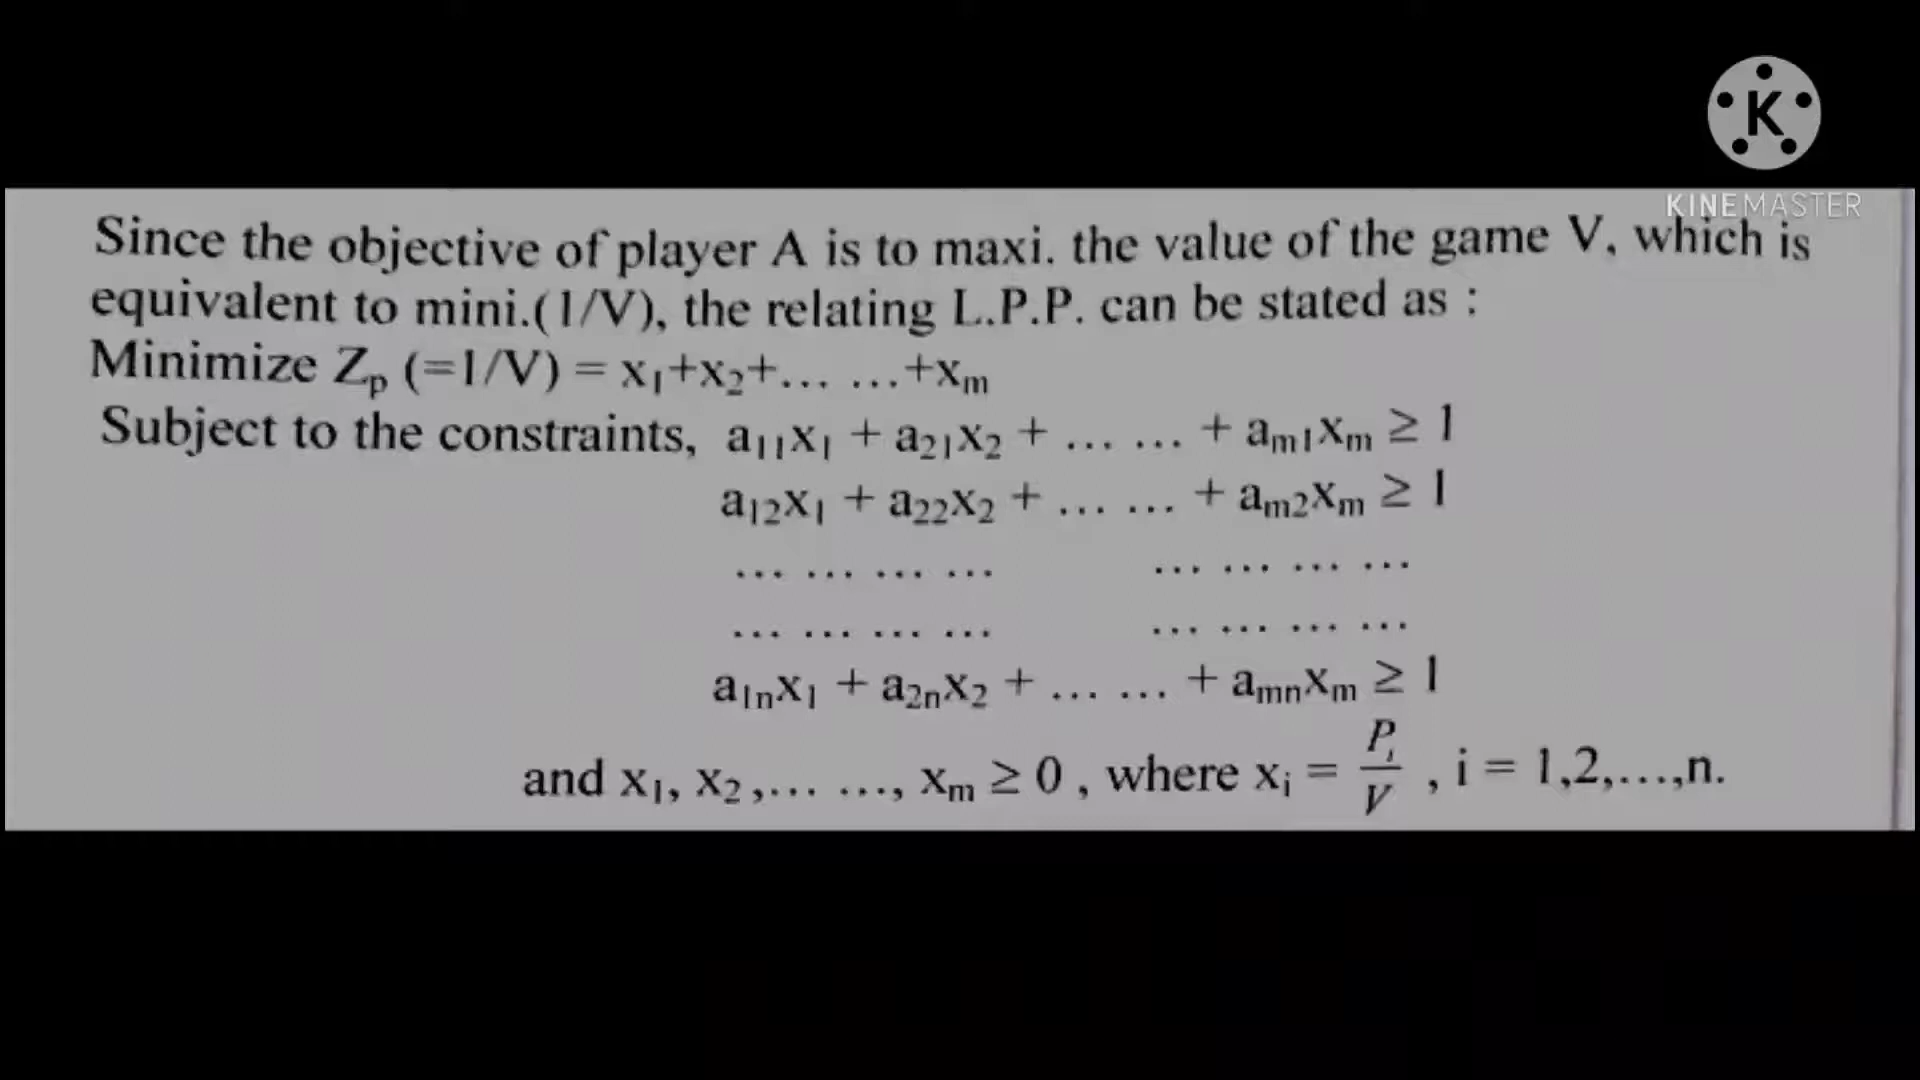 K
KINEMASTER
Since the objective of player A is to maxi. the value of the game V, which is
equivalent to mini.(1/V), the relating L.P.P. can be stated as :
Minimize Zₚ (=1/V) = x₁+x₂+... ...+xₘ
Subject to the constraints, a₁₁x₁ + a₂₁x₂ + ... ... + aₘ₁xₘ ≥ 1
a₁₂x₁ + a₂₂x₂ + ... ... + aₘ₂xₘ ≥ 1
... ... ... ... ... ... ... ...
... ... ... ... ... ... ... ...
a₁ₙx₁ + a₂ₙx₂ + ... ... + aₘₙxₘ ≥ 1
and x₁, x₂ ,... ..., xₘ ≥ 0 , where xᵢ = Pᵢ/V , i = 1,2,...,n.